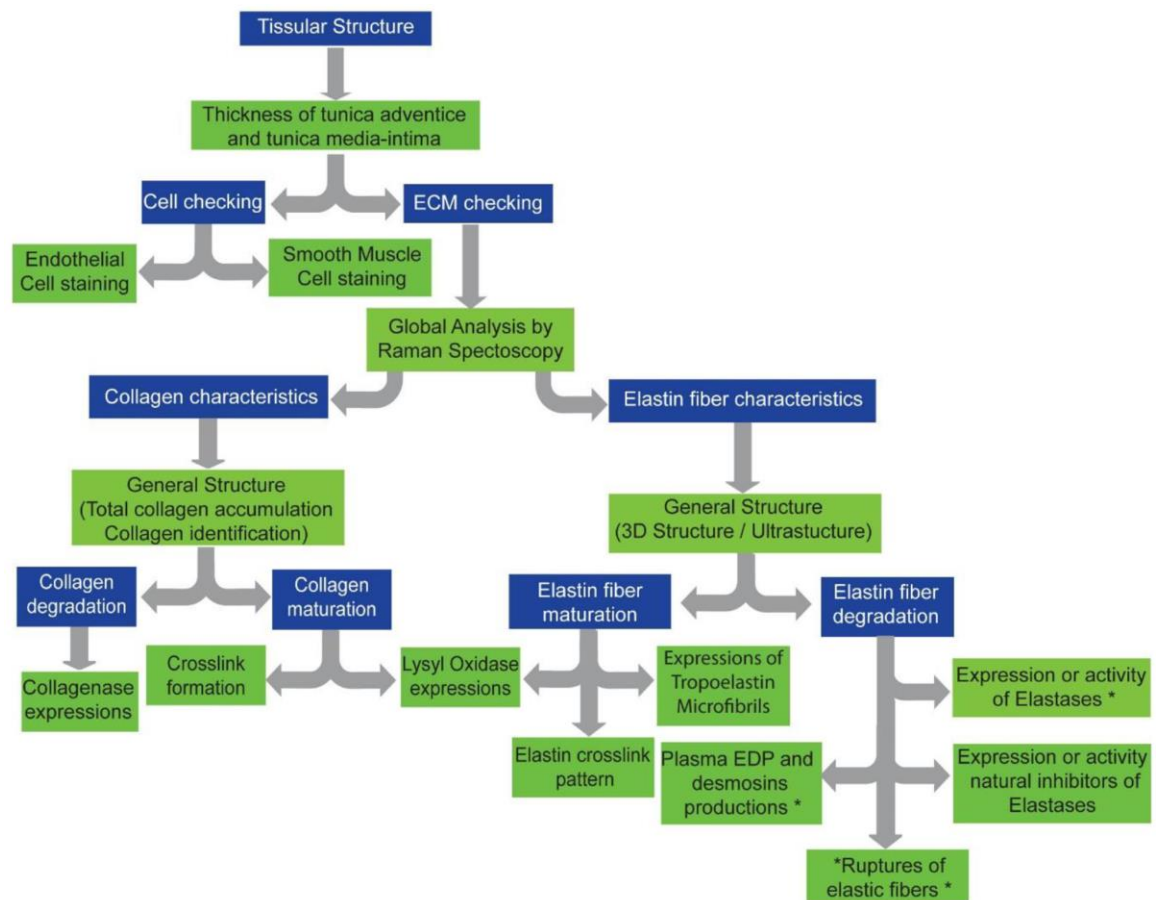 Tissular Structure
Thickness of tunica adventice
and tunica media-intima
Cell checking
ECM checking
Endothelial
Cell staining
Smooth Muscle
Cell staining
Global Analysis by
Raman Spectoscopy
Collagen characteristics
Elastin fiber characteristics
General Structure
(Total collagen accumulation
Collagen identification)
General Structure
(3D Structure / Ultrastucture)
Collagen
degradation
Collagen
maturation
Elastin fiber
maturation
Elastin fiber
degradation
Collagenase
expressions
Crosslink
formation
Lysyl Oxidase
expressions
Expressions of
Tropoelastin
Microfibrils
Expression or activity
of Elastases *
Elastin crosslink
pattern
Plasma EDP and
desmosins
productions *
Expression or activity
natural inhibitors of
Elastases
*Ruptures of
elastic fibers *